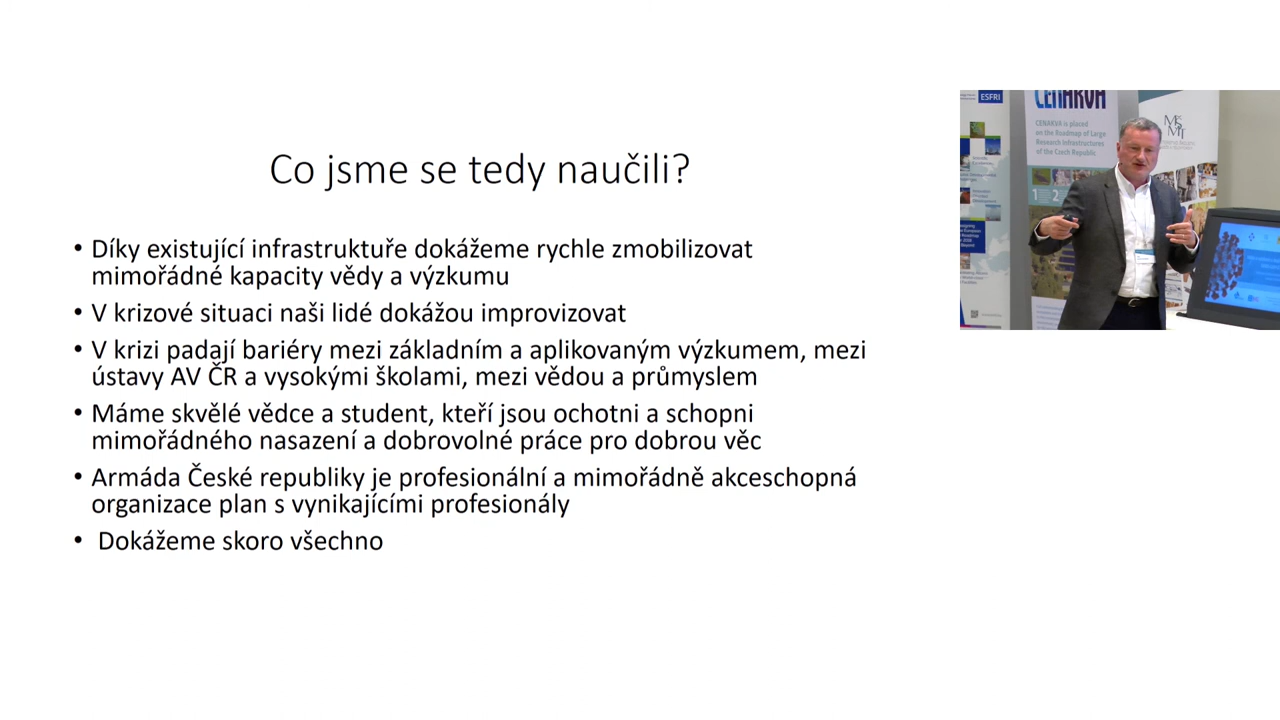 Co jsme se tedy naučili?
• Díky existující infrastruktuře dokážeme rychle zmobilizovat
mimořádné kapacity vědy a výzkumu
• V krizové situaci naši lidé dokážou improvizovat
• V krizi padají bariéry mezi základním a aplikovaným výzkumem, mezi
ústavy AV ČR a vysokými školami, mezi vědou a průmyslem
• Máme skvělé vědce a student, kteří jsou ochotni a schopni
mimořádného nasazení a dobrovolné práce pro dobrou věc
• Armáda České republiky je profesionální a mimořádně akceschopná
organizace plan s vynikajícími profesionály
• Dokážeme skoro všechno
ESFRI
CENAKVA
CENAKVA is placed
on the Roadmap of Large
Research Infrastructures
of the Czech Republic
1 2